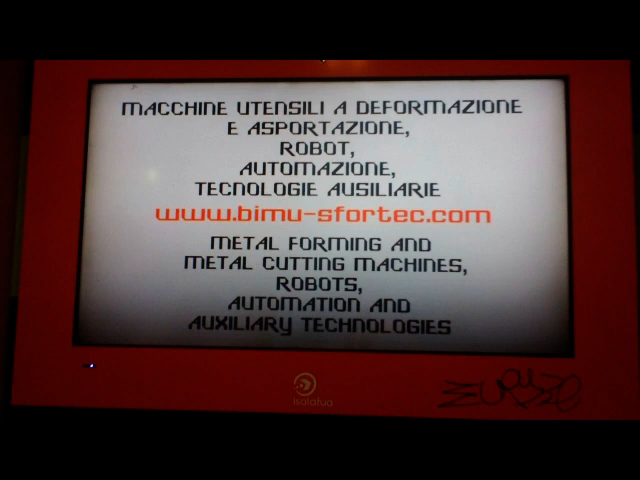 MACCHINE UTENSILI A DEFORMAZIONE
E ASPORTAZIONE,
ROBOT,
AUTOMAZIONE,
TECNOLOGIE AUSILIARIE
www.bimu-sfortec.com
METAL FORMING AND
METAL CUTTING MACHINES,
ROBOTS,
AUTOMATION AND
AUXILIARY TECHNOLOGIES
isolatua